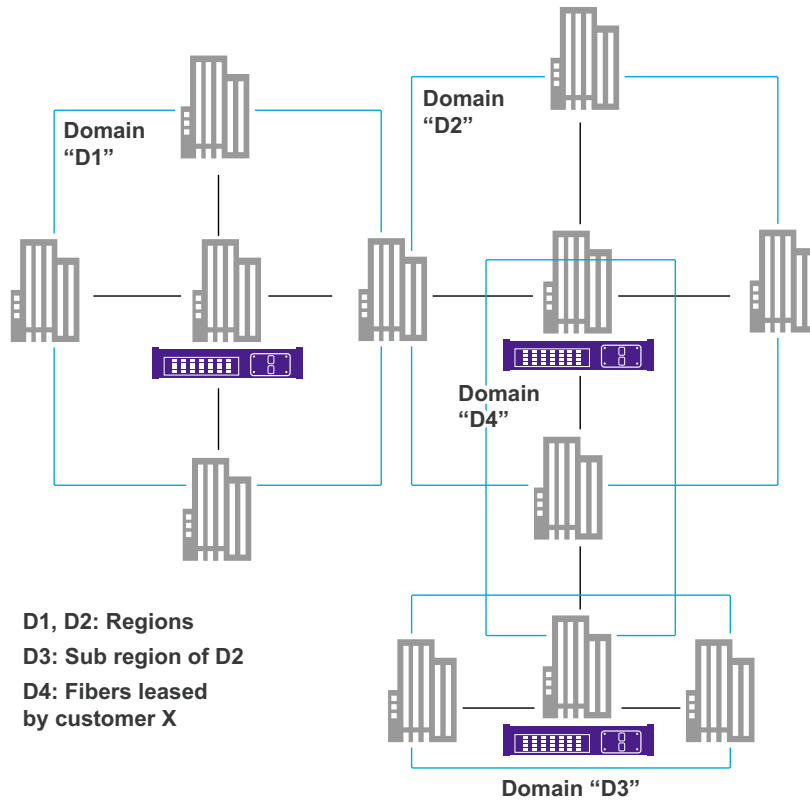 Domain
“D1”
Domain
“D2”
Domain
“D4”
D1, D2: Regions
D3: Sub region of D2
D4: Fibers leased
by customer X
Domain “D3”